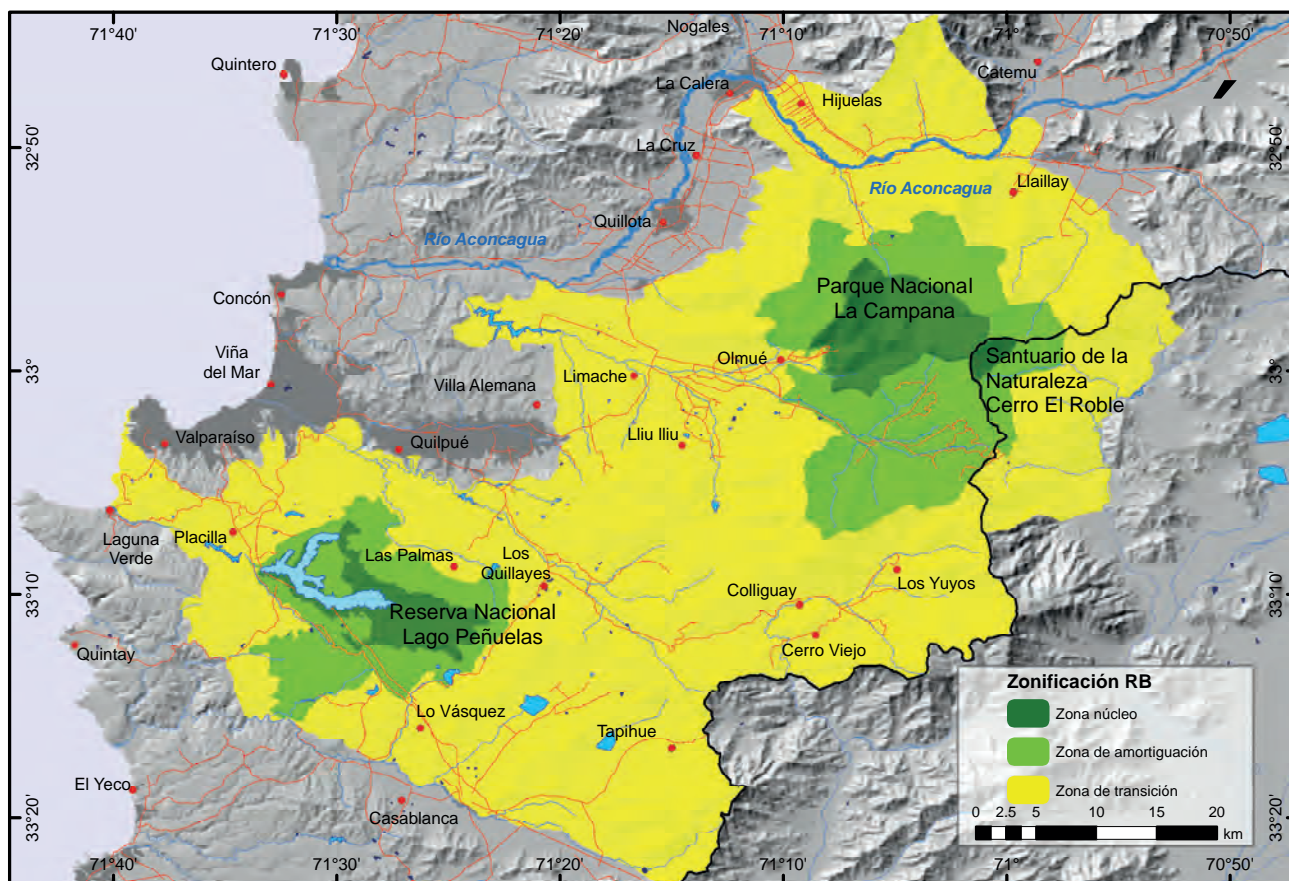 71°40'
71°20'
71°10'
71°
70°50'
Nogales
Quintero
Catemu
La Calera
Hijuelas
32°50'
32°50'
La Cruz
Llaillay
Río Aconcagua
Quillota
Río Aconcagua
Concón
Parque Nacional
La Campana
Viña
del Mar
Olmué
Santuario de la
Naturaleza
Cerro El Roble
33°
33°
Limache
Villa Alemana
Valparaíso
Quilpué
Lliu lliu
Laguna
Verde
Placilla
Las Palmas
Los
Quillayes
Colliguay
Los Yuyos
33°10'
33°10'
Reserva Nacional
Lago Peñuelas
Cerro Viejo
Quintay
Lo Vásquez
Tapihue
El Yeco
Casablanca
33°20'
33°20'
Zonificación RB
Zona núcleo
Zona de amortiguación
Zona de transición
0 2.5 5 10 15 20
km
71°40'
71°30'
71°20'
71°10'
71°
70°50'